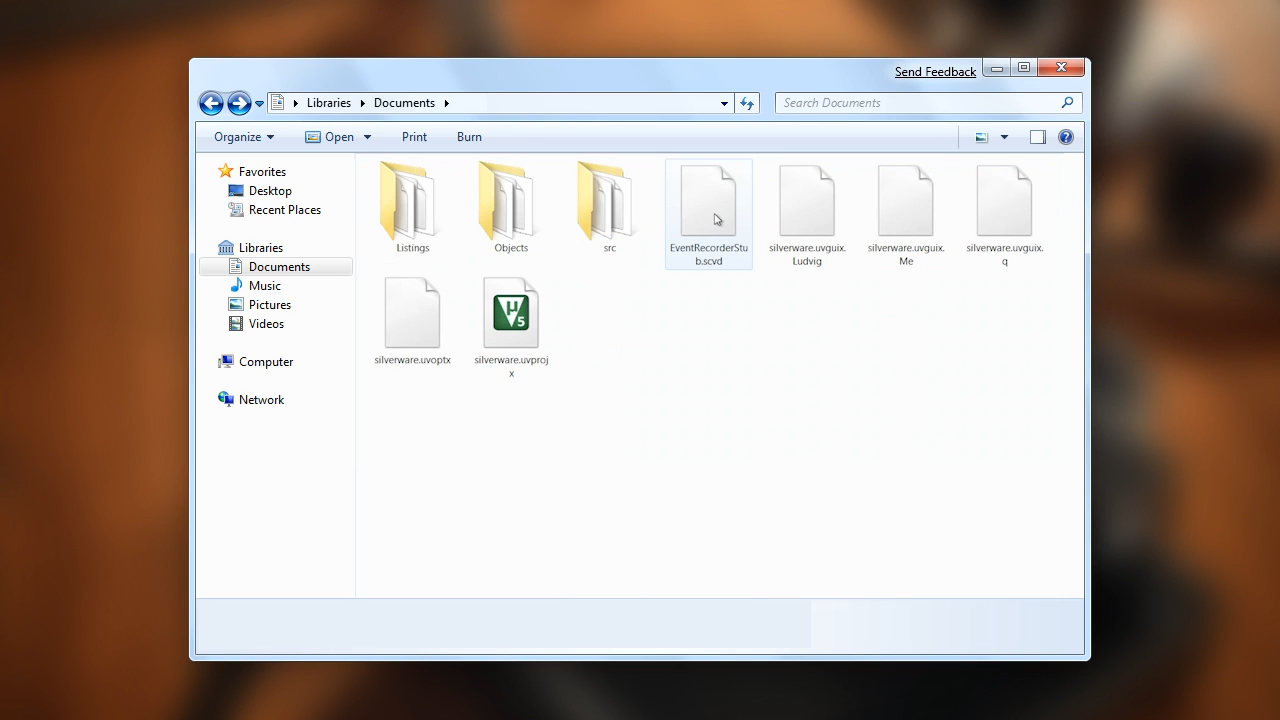 Send Feedback
Libraries Documents
Search Documents
Organize Open Print Burn
Favorites
Desktop
Recent Places
Libraries
Documents
Music
Pictures
Videos
Computer
Network
Listings
Objects
src
EventRecorderStu
b.scvd
silverware.uvguix.
Ludvig
silverware.uvguix.
Me
silverware.uvguix.
q
silverware.uvoptx
µ5
silverware.uvproj
x